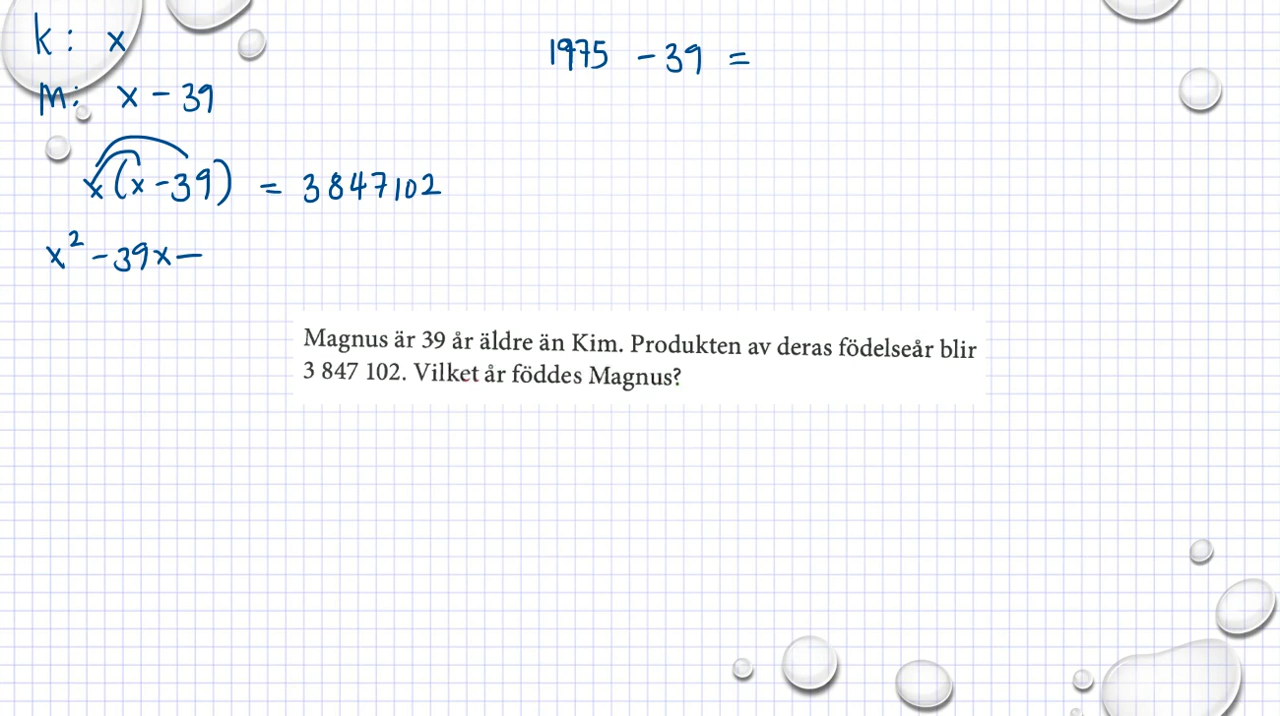 k: x
m: x - 39
1975 - 39 =
x(x - 39) = 3847102
x² - 39x -
Magnus är 39 år äldre än Kim. Produkten av deras födelseår blir
3 847 102. Vilket år föddes Magnus?